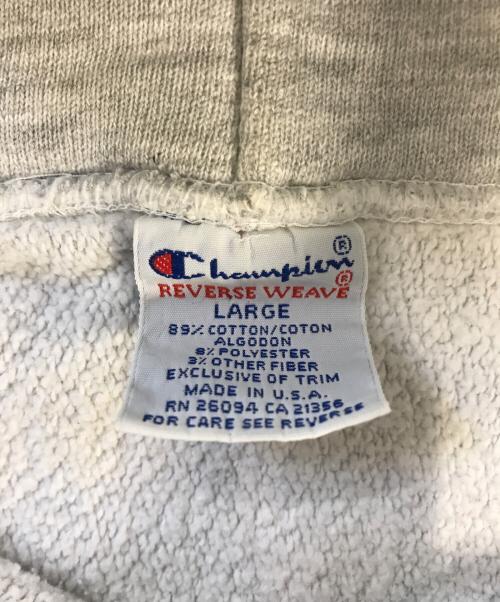 Champion®
REVERSE WEAVE®
LARGE
89% COTTON/COTON
ALGODON
8% POLYESTER
3% OTHER FIBER
EXCLUSIVE OF TRIM
MADE IN U.S.A.
RN 26094 CA 21356
FOR CARE SEE REVERSE